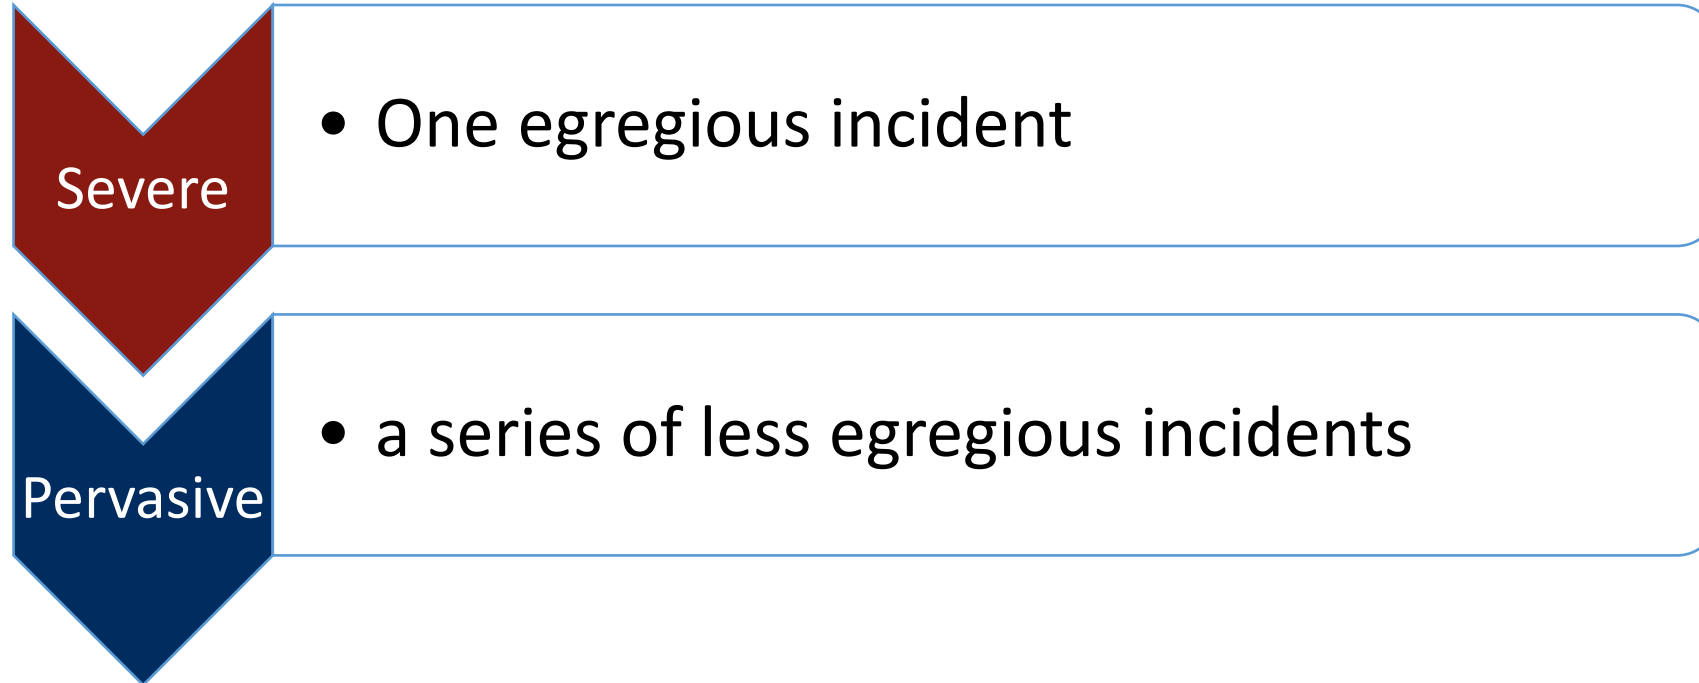 Severe
• One egregious incident
Pervasive
• a series of less egregious incidents